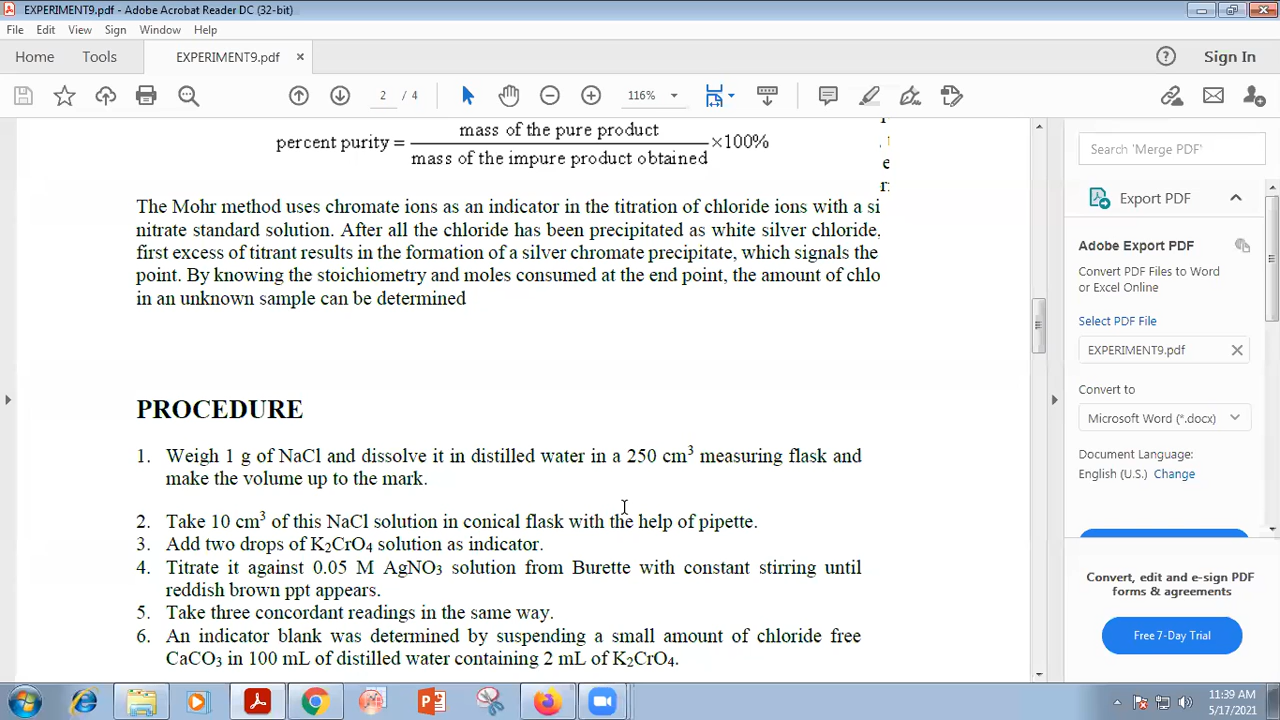 EXPERIMENT9.pdf - Adobe Acrobat Reader DC (32-bit)
File Edit View Sign Window Help
Home Tools EXPERIMENT9.pdf × Sign In
2 / 4 116%
percent purity = mass of the pure product / mass of the impure product obtained ×100%
The Mohr method uses chromate ions as an indicator in the titration of chloride ions with a si
nitrate standard solution. After all the chloride has been precipitated as white silver chloride,
first excess of titrant results in the formation of a silver chromate precipitate, which signals the
point. By knowing the stoichiometry and moles consumed at the end point, the amount of chlo
in an unknown sample can be determined
PROCEDURE
1. Weigh 1 g of NaCl and dissolve it in distilled water in a 250 cm³ measuring flask and
make the volume up to the mark.
2. Take 10 cm³ of this NaCl solution in conical flask with the help of pipette.
3. Add two drops of K₂CrO₄ solution as indicator.
4. Titrate it against 0.05 M AgNO₃ solution from Burette with constant stirring until
reddish brown ppt appears.
5. Take three concordant readings in the same way.
6. An indicator blank was determined by suspending a small amount of chloride free
CaCO₃ in 100 mL of distilled water containing 2 mL of K₂CrO₄.
Search 'Merge PDF'
Export PDF
Adobe Export PDF
Convert PDF Files to Word
or Excel Online
Select PDF File
EXPERIMENT9.pdf
Convert to
Microsoft Word (*.docx)
Document Language:
English (U.S.) Change
Convert, edit and e-sign PDF
forms & agreements
Free 7-Day Trial
11:39 AM
5/17/2021